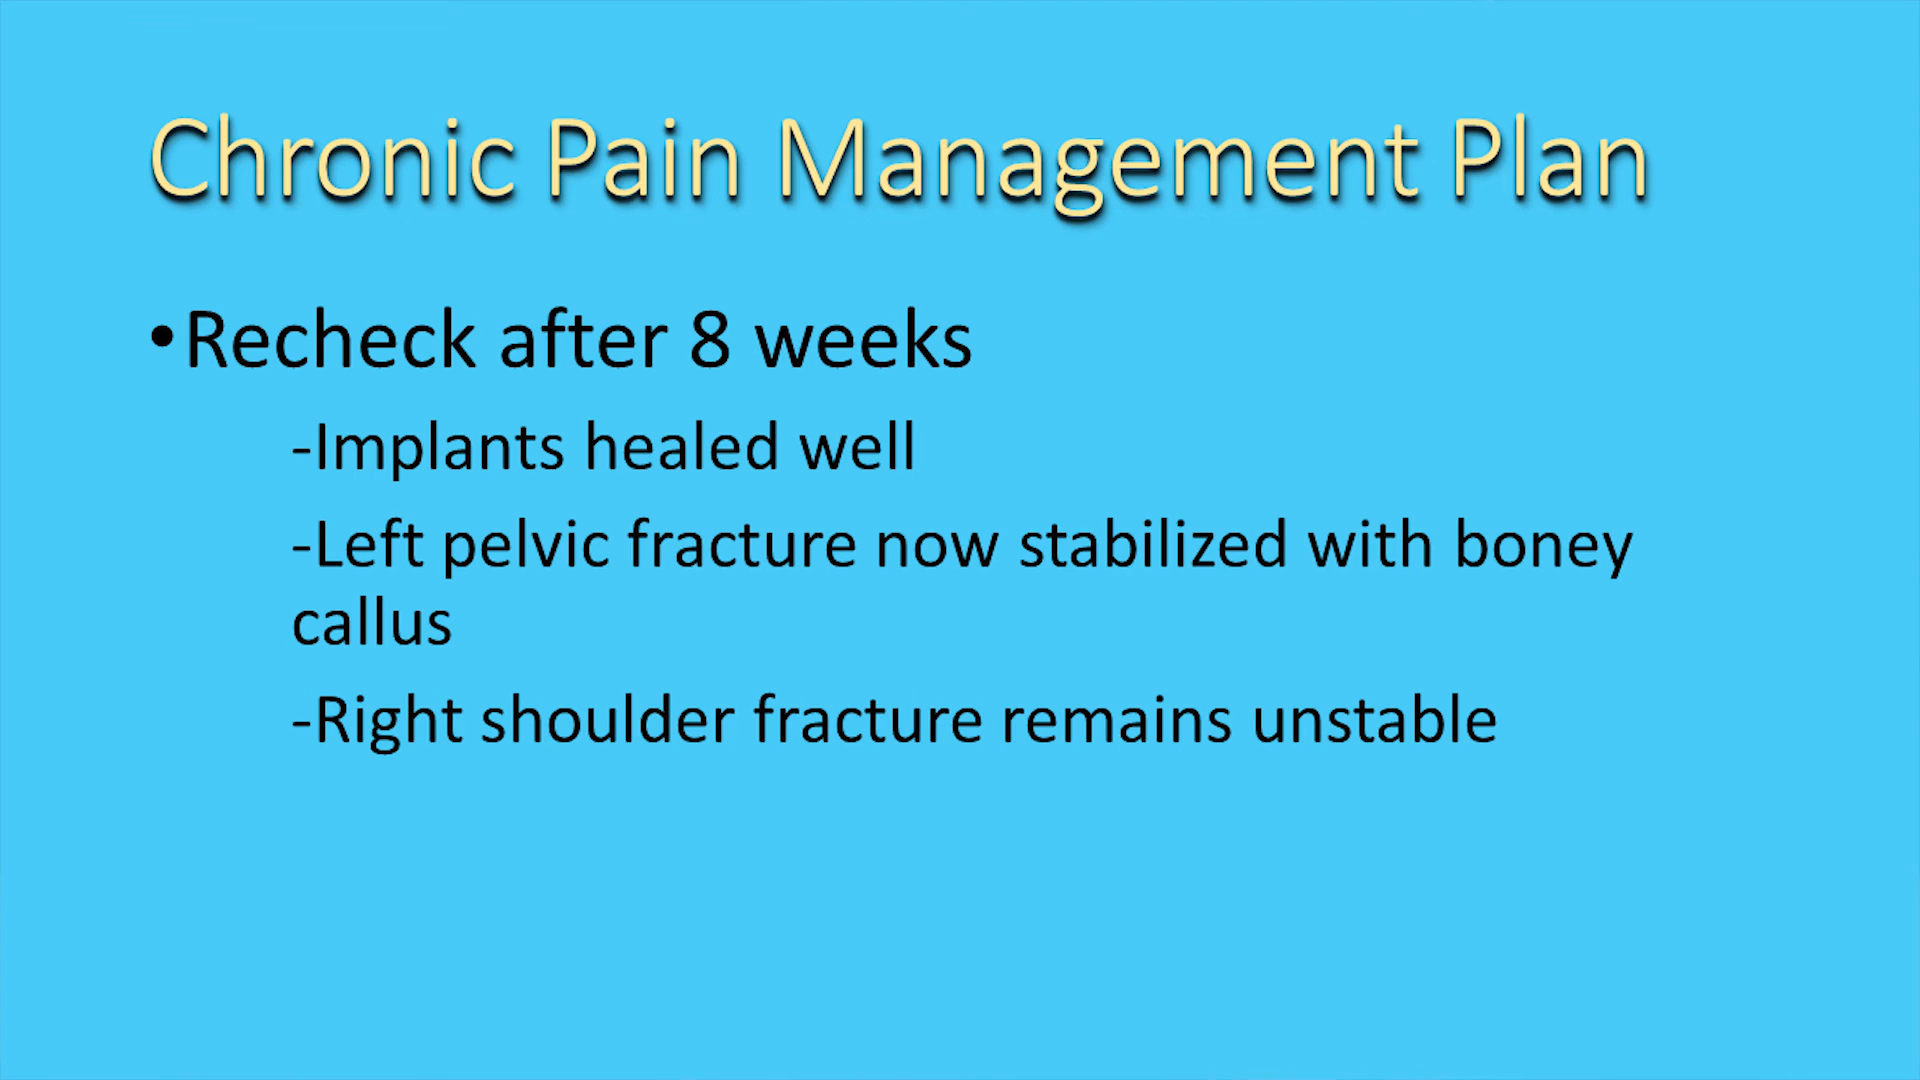 Chronic Pain Management Plan
•Recheck after 8 weeks
-Implants healed well
-Left pelvic fracture now stabilized with boney
callus
-Right shoulder fracture remains unstable